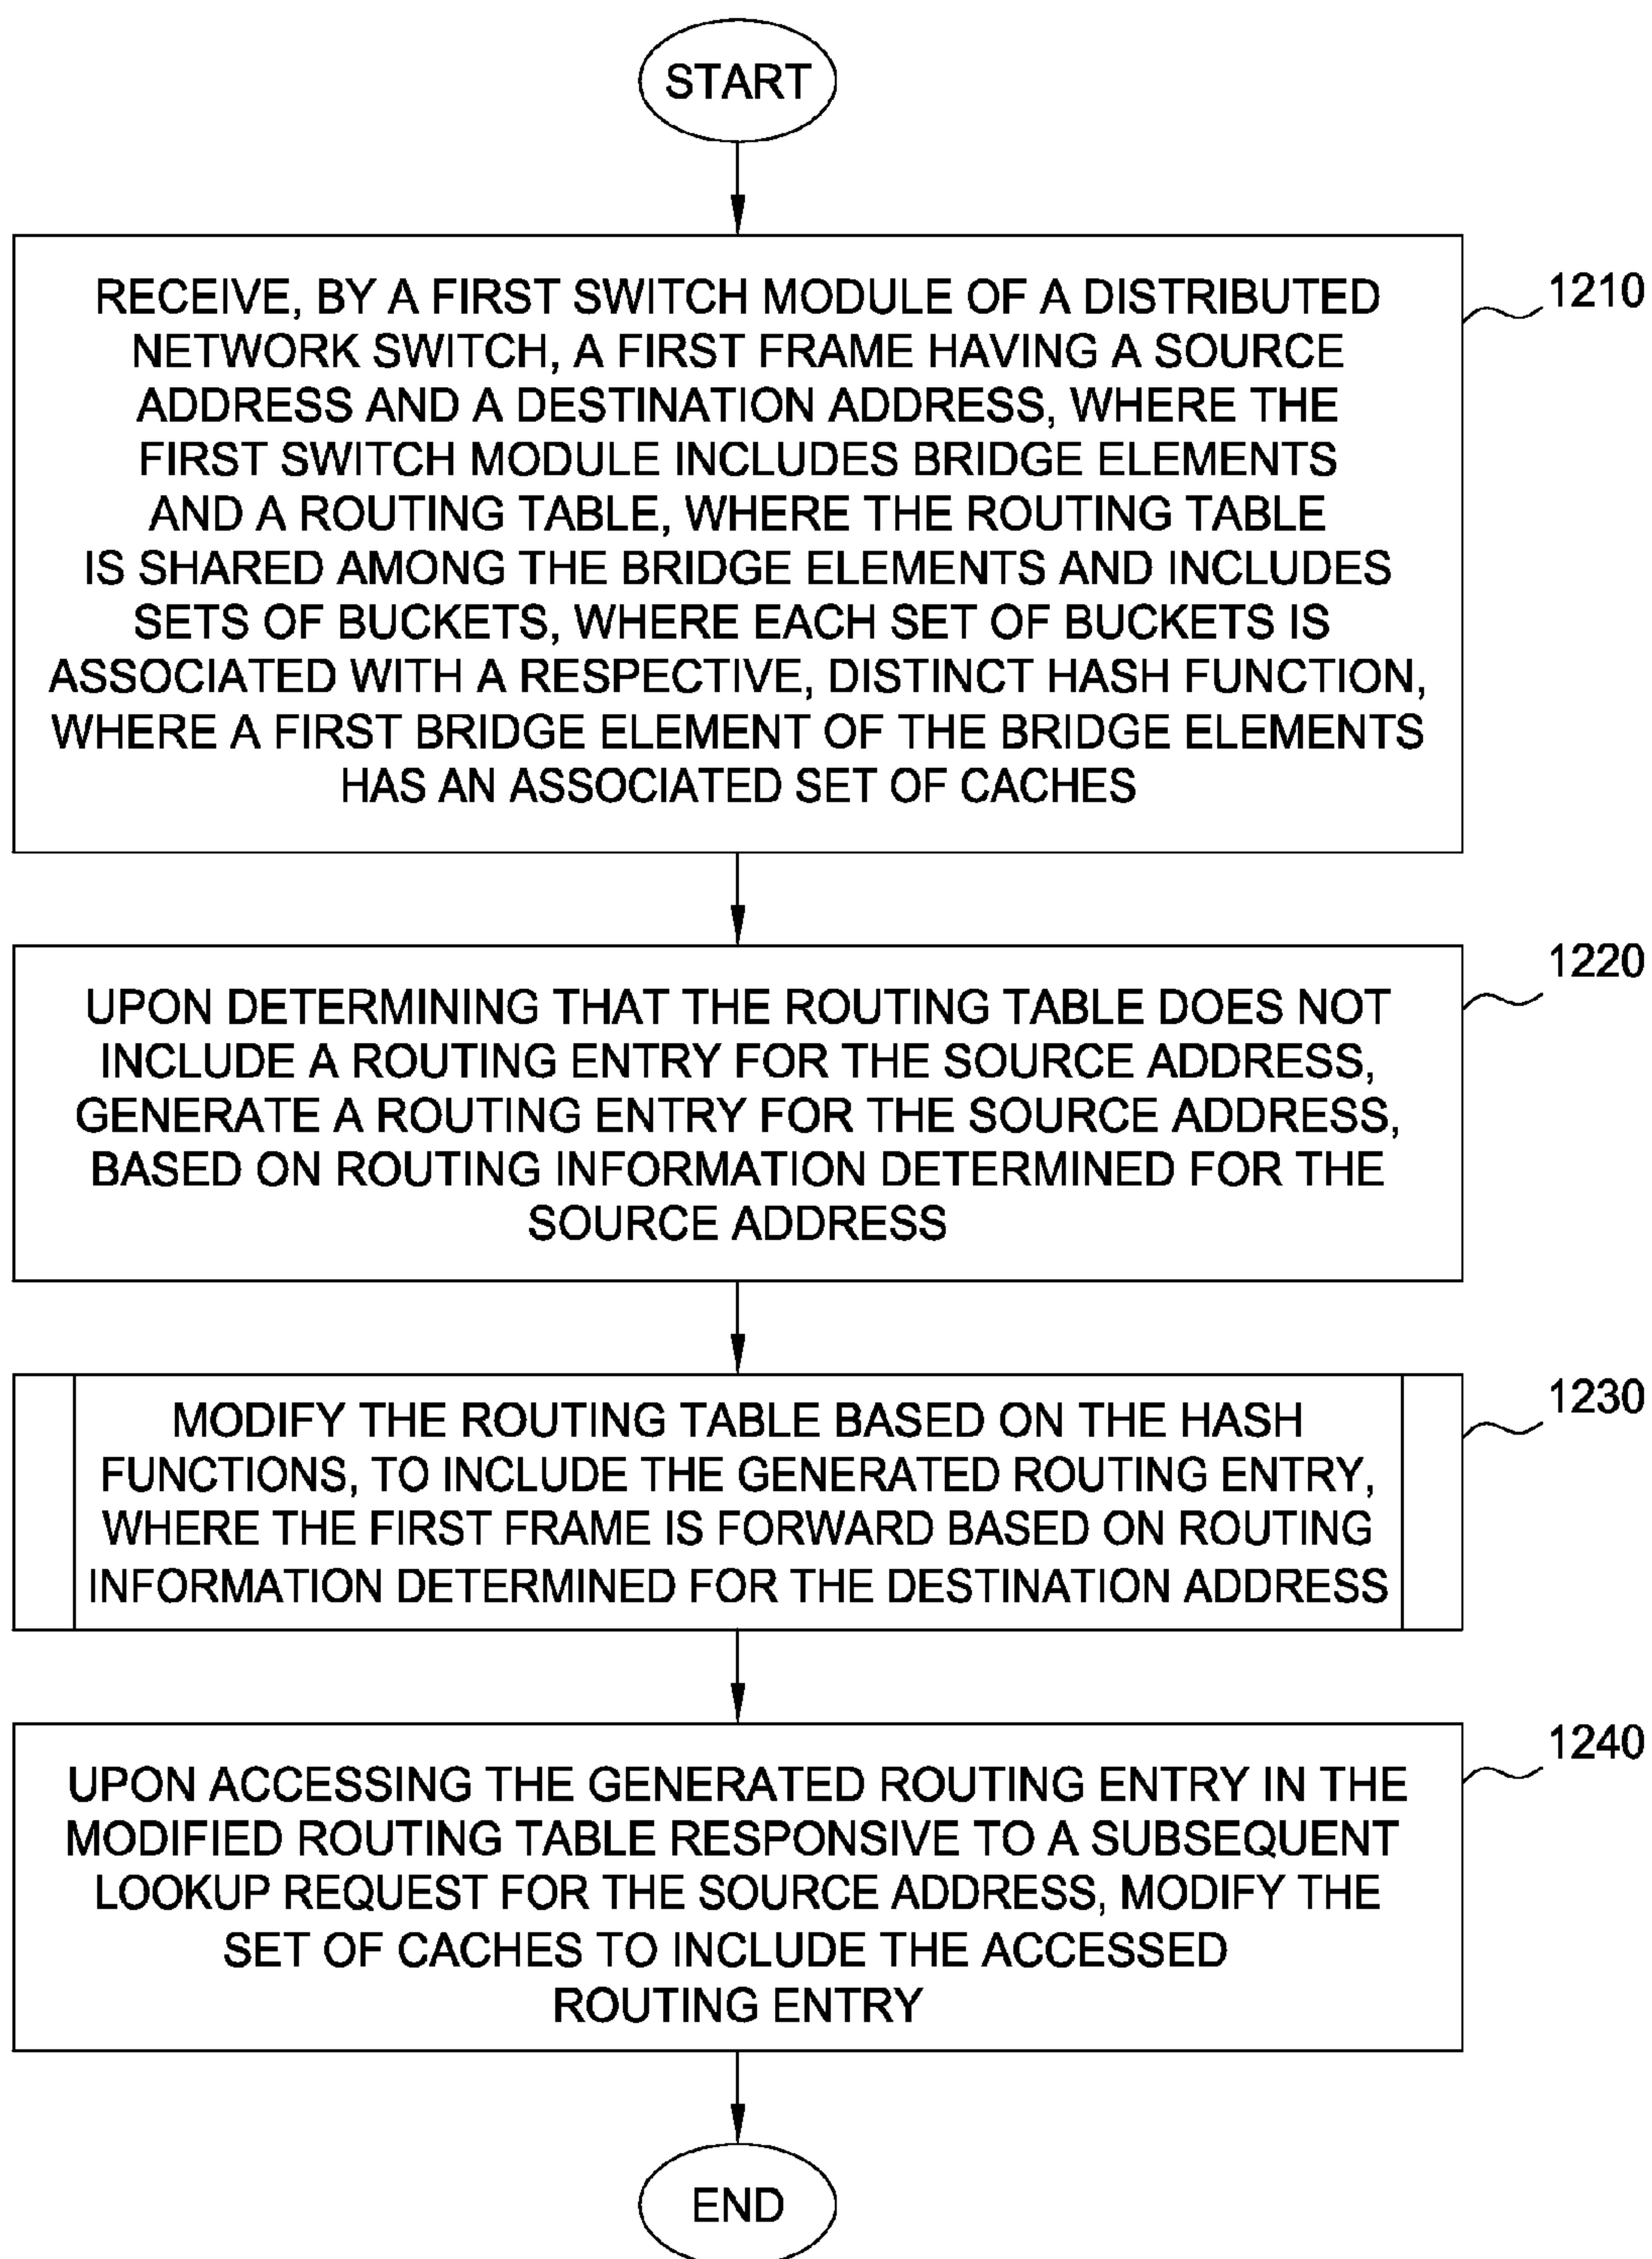 START
RECEIVE, BY A FIRST SWITCH MODULE OF A DISTRIBUTED
NETWORK SWITCH, A FIRST FRAME HAVING A SOURCE
ADDRESS AND A DESTINATION ADDRESS, WHERE THE
FIRST SWITCH MODULE INCLUDES BRIDGE ELEMENTS
AND A ROUTING TABLE, WHERE THE ROUTING TABLE
IS SHARED AMONG THE BRIDGE ELEMENTS AND INCLUDES
SETS OF BUCKETS, WHERE EACH SET OF BUCKETS IS
ASSOCIATED WITH A RESPECTIVE, DISTINCT HASH FUNCTION,
WHERE A FIRST BRIDGE ELEMENT OF THE BRIDGE ELEMENTS
HAS AN ASSOCIATED SET OF CACHES
1210
UPON DETERMINING THAT THE ROUTING TABLE DOES NOT
INCLUDE A ROUTING ENTRY FOR THE SOURCE ADDRESS,
GENERATE A ROUTING ENTRY FOR THE SOURCE ADDRESS,
BASED ON ROUTING INFORMATION DETERMINED FOR THE
SOURCE ADDRESS
1220
MODIFY THE ROUTING TABLE BASED ON THE HASH
FUNCTIONS, TO INCLUDE THE GENERATED ROUTING ENTRY,
WHERE THE FIRST FRAME IS FORWARD BASED ON ROUTING
INFORMATION DETERMINED FOR THE DESTINATION ADDRESS
1230
UPON ACCESSING THE GENERATED ROUTING ENTRY IN THE
MODIFIED ROUTING TABLE RESPONSIVE TO A SUBSEQUENT
LOOKUP REQUEST FOR THE SOURCE ADDRESS, MODIFY THE
SET OF CACHES TO INCLUDE THE ACCESSED
ROUTING ENTRY
1240
END